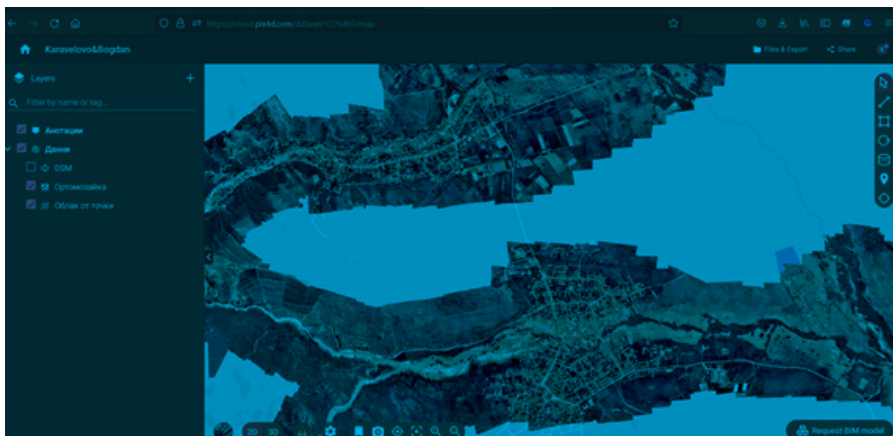 https://cloud.pix4d.com/dataset/1276497/map
Karavelovo&Bogdan
Files & Export
Share
Layers
Filter by name or tag...
Анотации
Данни
DSM
Ортомозайка
Облак от точки
2D 3D
Request BIM model